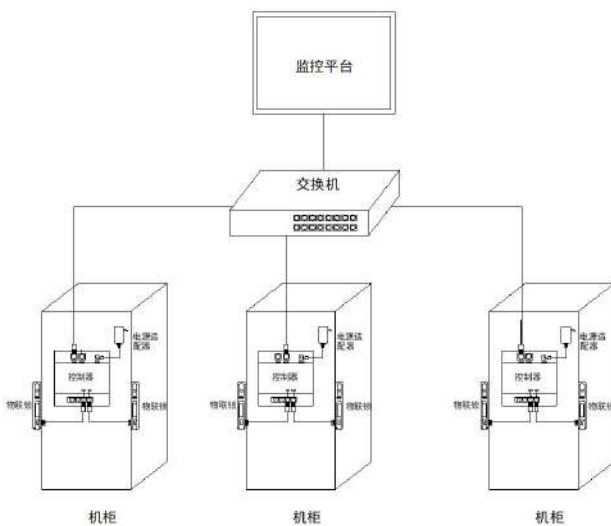 监控平台
交换机
电源适
配器
控制器
物联锁
物联锁
机柜
电源适
配器
控制器
物联锁
物联锁
机柜
电源适
配器
控制器
物联锁
物联锁
机柜